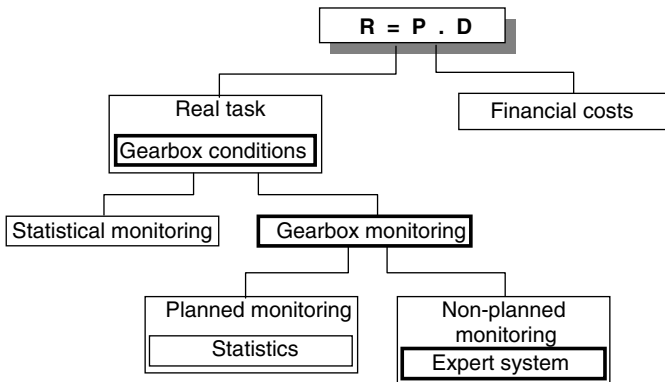 R = P . D
Real task
Gearbox conditions
Financial costs
Statistical monitoring
Gearbox monitoring
Planned monitoring
Statistics
Non-planned
monitoring
Expert system